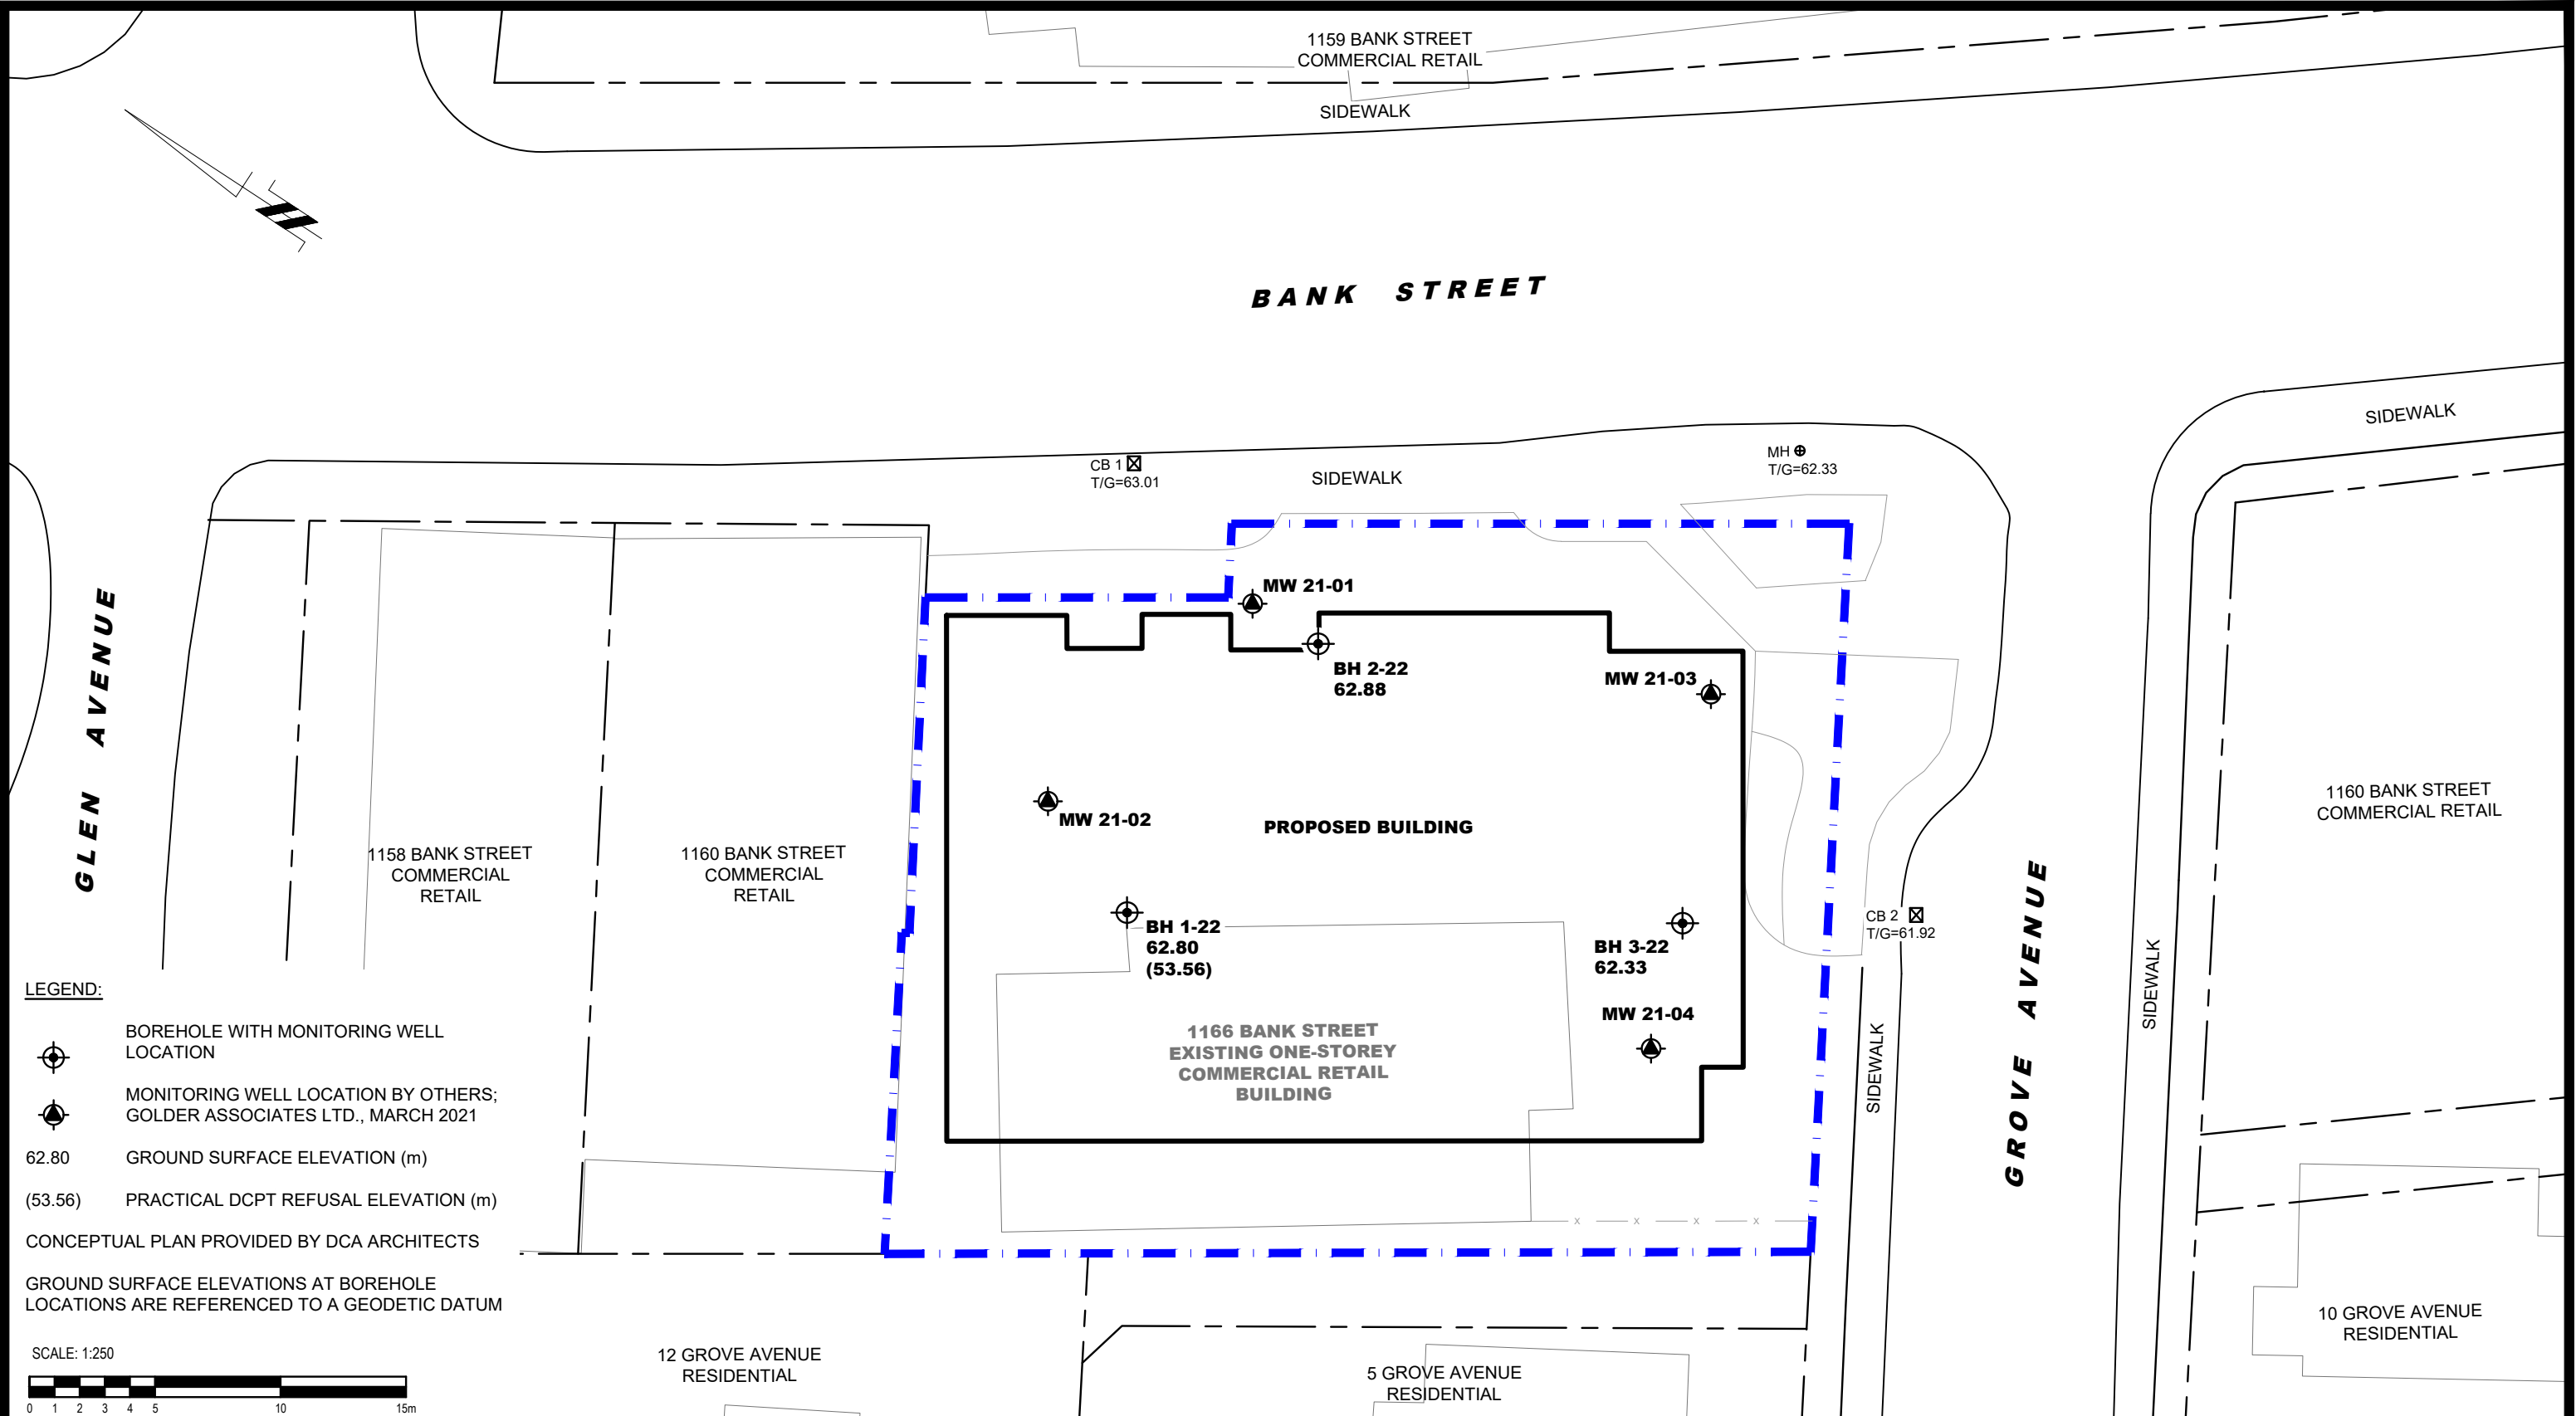 1159 BANK STREET
COMMERCIAL RETAIL
SIDEWALK
BANK STREET
SIDEWALK
CB 1
T/G=63.01
SIDEWALK
MH
T/G=62.33
MW 21-01
BH 2-22
62.88
MW 21-03
GLEN AVENUE
MW 21-02
PROPOSED BUILDING
1160 BANK STREET
COMMERCIAL RETAIL
1158 BANK STREET
COMMERCIAL
RETAIL
1160 BANK STREET
COMMERCIAL
RETAIL
BH 1-22
62.80
(53.56)
BH 3-22
62.33
CB 2
T/G=61.92
GROVE AVENUE
SIDEWALK
SIDEWALK
MW 21-04
1166 BANK STREET
EXISTING ONE-STOREY
COMMERCIAL RETAIL
BUILDING
x x x x
LEGEND:
BOREHOLE WITH MONITORING WELL
LOCATION
MONITORING WELL LOCATION BY OTHERS;
GOLDER ASSOCIATES LTD., MARCH 2021
62.80 GROUND SURFACE ELEVATION (m)
(53.56) PRACTICAL DCPT REFUSAL ELEVATION (m)
CONCEPTUAL PLAN PROVIDED BY DCA ARCHITECTS
GROUND SURFACE ELEVATIONS AT BOREHOLE
LOCATIONS ARE REFERENCED TO A GEODETIC DATUM
SCALE: 1:250
0 1 2 3 4 5 10 15m
12 GROVE AVENUE
RESIDENTIAL
5 GROVE AVENUE
RESIDENTIAL
10 GROVE AVENUE
RESIDENTIAL